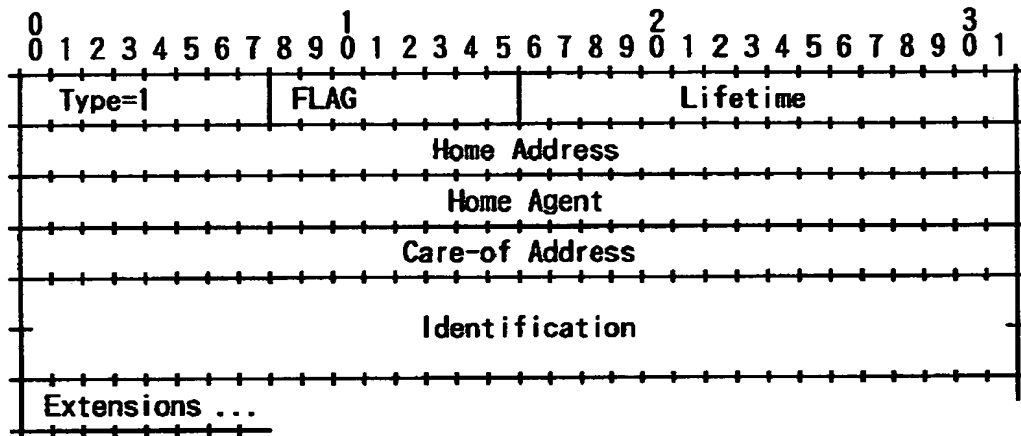 0 1 2 3
0 1 2 3 4 5 6 7 8 9 0 1 2 3 4 5 6 7 8 9 0 1 2 3 4 5 6 7 8 9 0 1
Type=1 FLAG Lifetime
Home Address
Home Agent
Care-of Address
Identification
Extensions ...